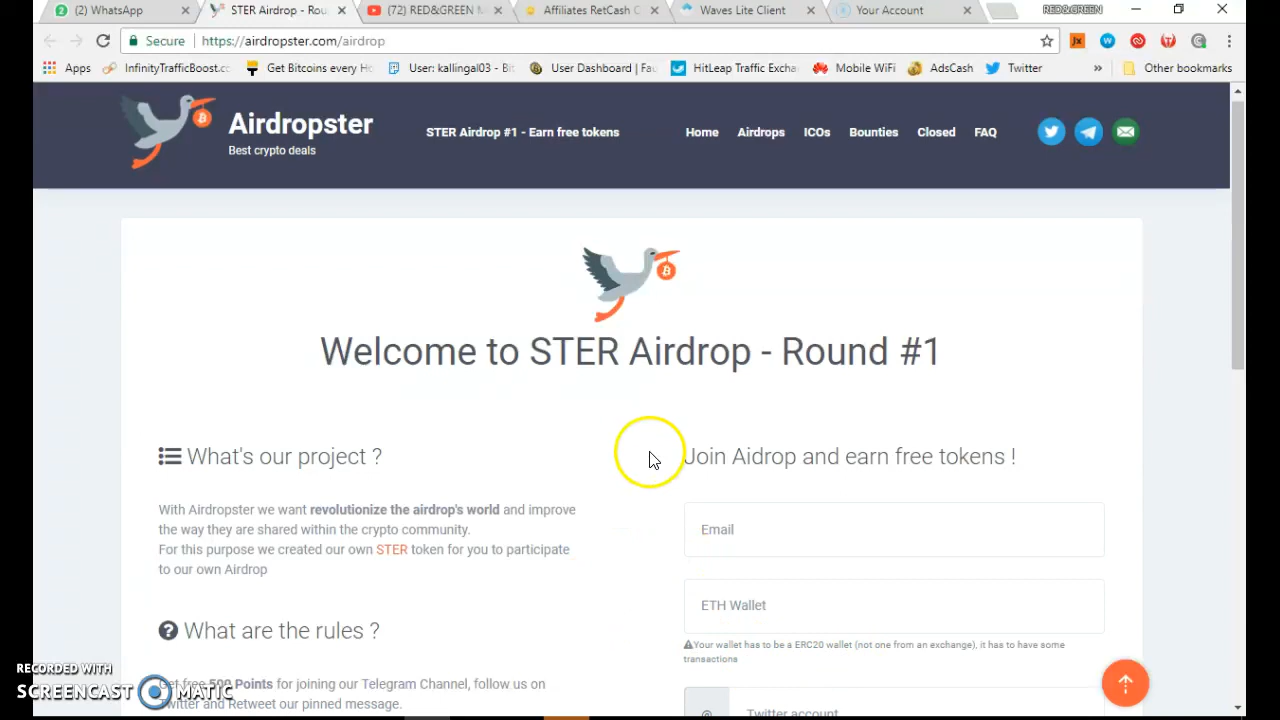 (2) WhatsApp
STER Airdrop - Rou
(72) RED&GREEN M
Affiliates RetCash C
Waves Lite Client
Your Account
RED&GREEN
Secure
https://airdropster.com/airdrop
Apps
InfinityTrafficBoost.c
Get Bitcoins every H
User: kallingal03 - Bi
User Dashboard | Fau
HitLeap Traffic Excha
Mobile WiFi
AdsCash
Twitter
»
Other bookmarks
Airdropster
Best crypto deals
STER Airdrop #1 - Earn free tokens
Home
Airdrops
ICOs
Bounties
Closed
FAQ
Welcome to STER Airdrop - Round #1
What's our project ?
With Airdropster we want revolutionize the airdrop's world and improve
the way they are shared within the crypto community.
For this purpose we created our own STER token for you to participate
to our own Airdrop
What are the rules ?
Get free 500 Points for joining our Telegram Channel, follow us on
Twitter and Retweet our pinned message.
Join Aidrop and earn free tokens !
Email
ETH Wallet
Your wallet has to be a ERC20 wallet (not one from an exchange), it has to have some
transactions
@
Twitter account
RECORDED WITH
SCREENCAST MATIC